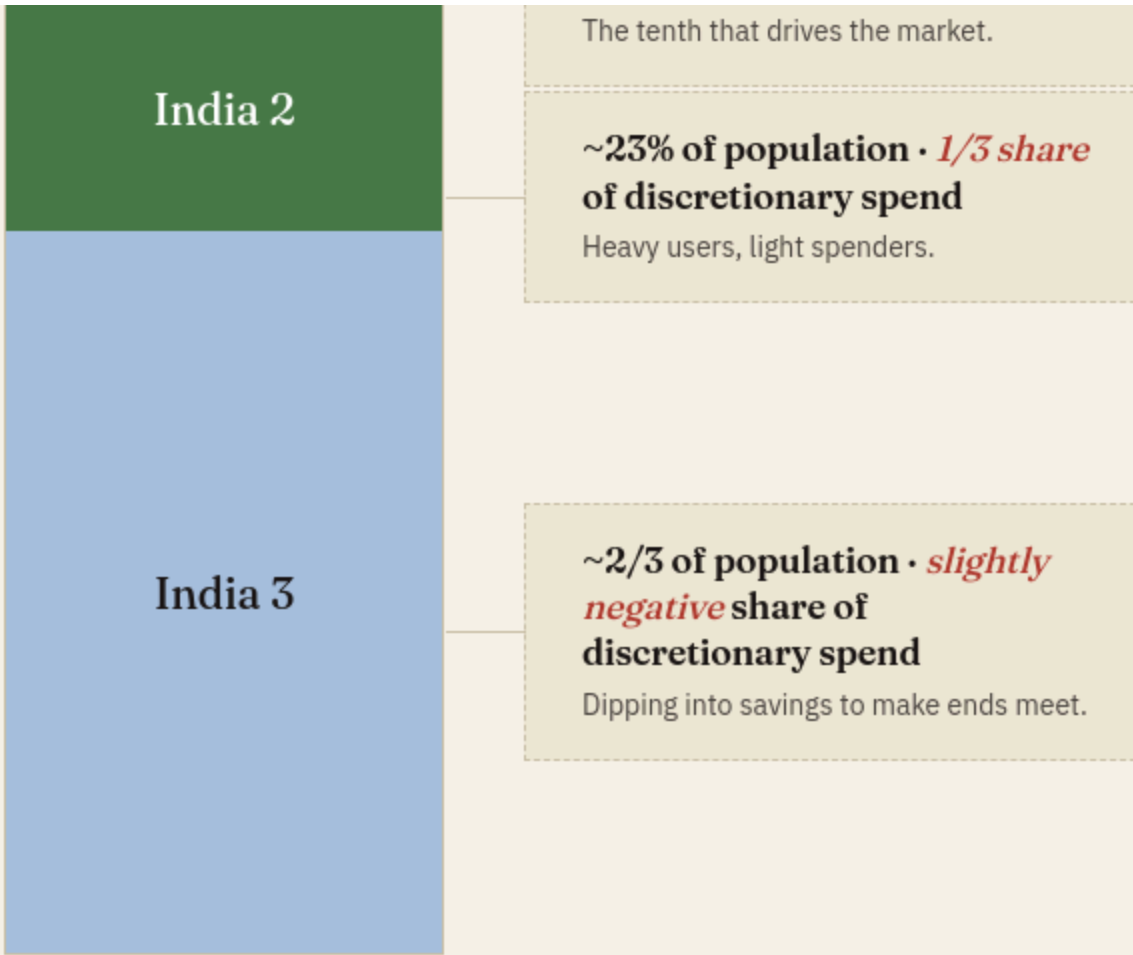 The tenth that drives the market.
India 2
~23% of population · 1/3 share
of discretionary spend
Heavy users, light spenders.
India 3
~2/3 of population · slightly
negative share of
discretionary spend
Dipping into savings to make ends meet.